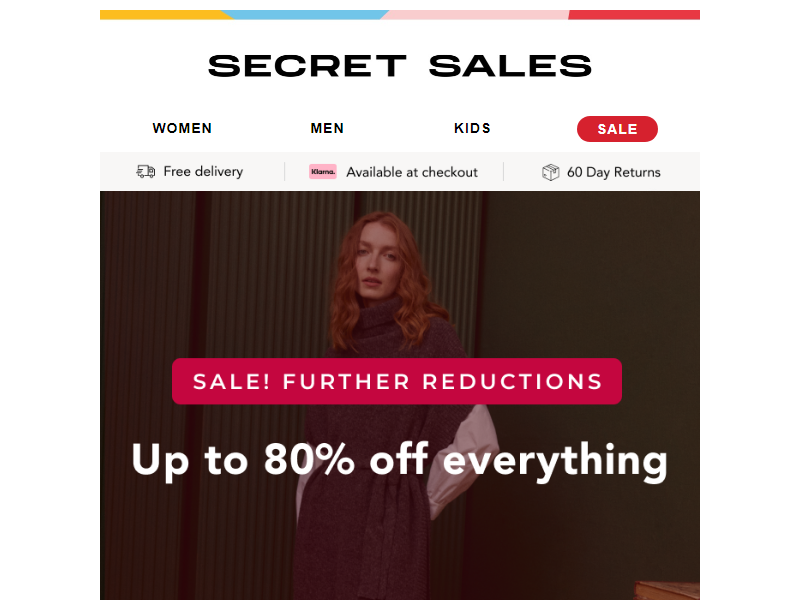 SECRET SALES
WOMEN MEN KIDS SALE
Free delivery Klarna. Available at checkout 60 Day Returns
SALE! FURTHER REDUCTIONS
Up to 80% off everything